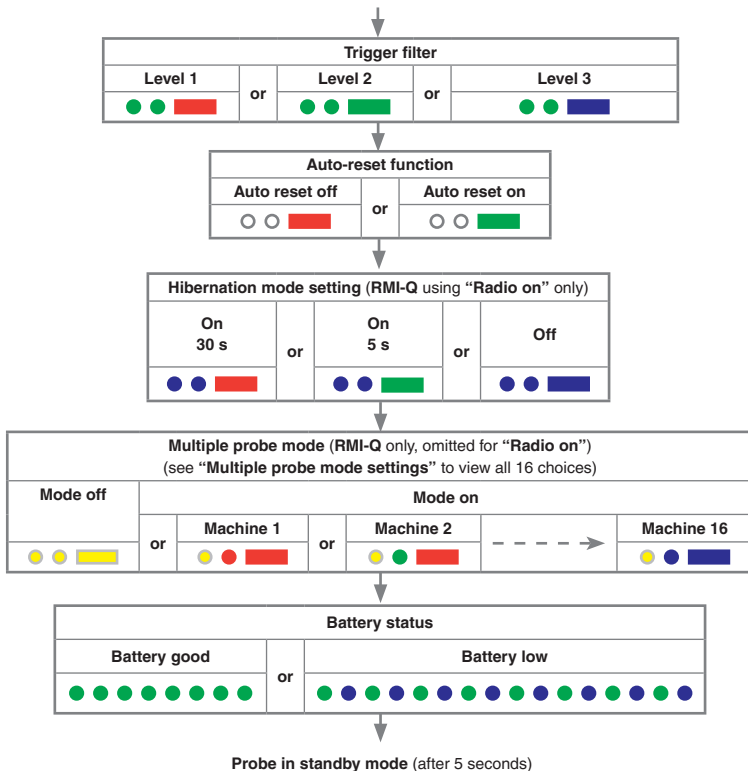 Trigger filter
Level 1
or
Level 2
or
Level 3
Auto-reset function
Auto reset off
or
Auto reset on
Hibernation mode setting (RMI-Q using “Radio on” only)
On
30 s
or
On
5 s
or
Off
Multiple probe mode (RMI-Q only, omitted for “Radio on”)
(see “Multiple probe mode settings” to view all 16 choices)
Mode off
Mode on
or
Machine 1
or
Machine 2
Machine 16
Battery status
Battery good
or
Battery low
Probe in standby mode (after 5 seconds)